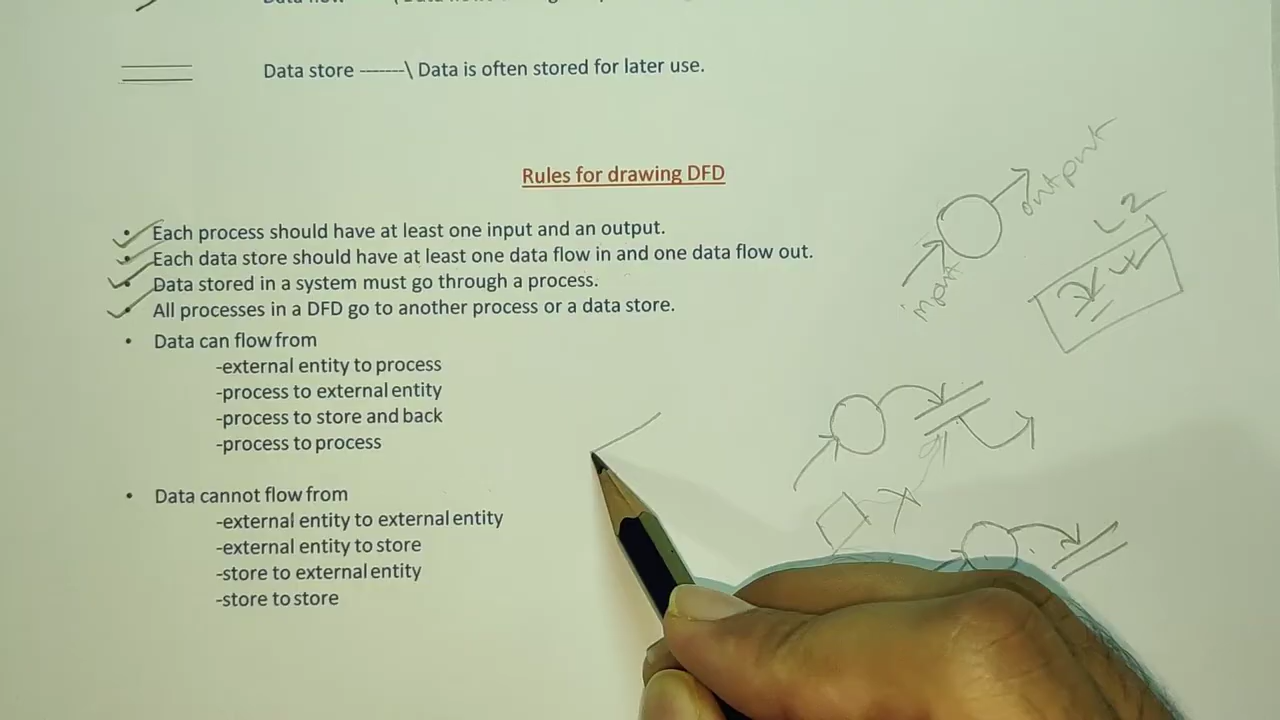 Data store -------\ Data is often stored for later use.
Rules for drawing DFD
• Each process should have at least one input and an output.
• Each data store should have at least one data flow in and one data flow out.
• Data stored in a system must go through a process.
• All processes in a DFD go to another process or a data store.
• Data can flow from
-external entity to process
-process to external entity
-process to store and back
-process to process
• Data cannot flow from
-external entity to external entity
-external entity to store
-store to external entity
-store to store
output
input
L2